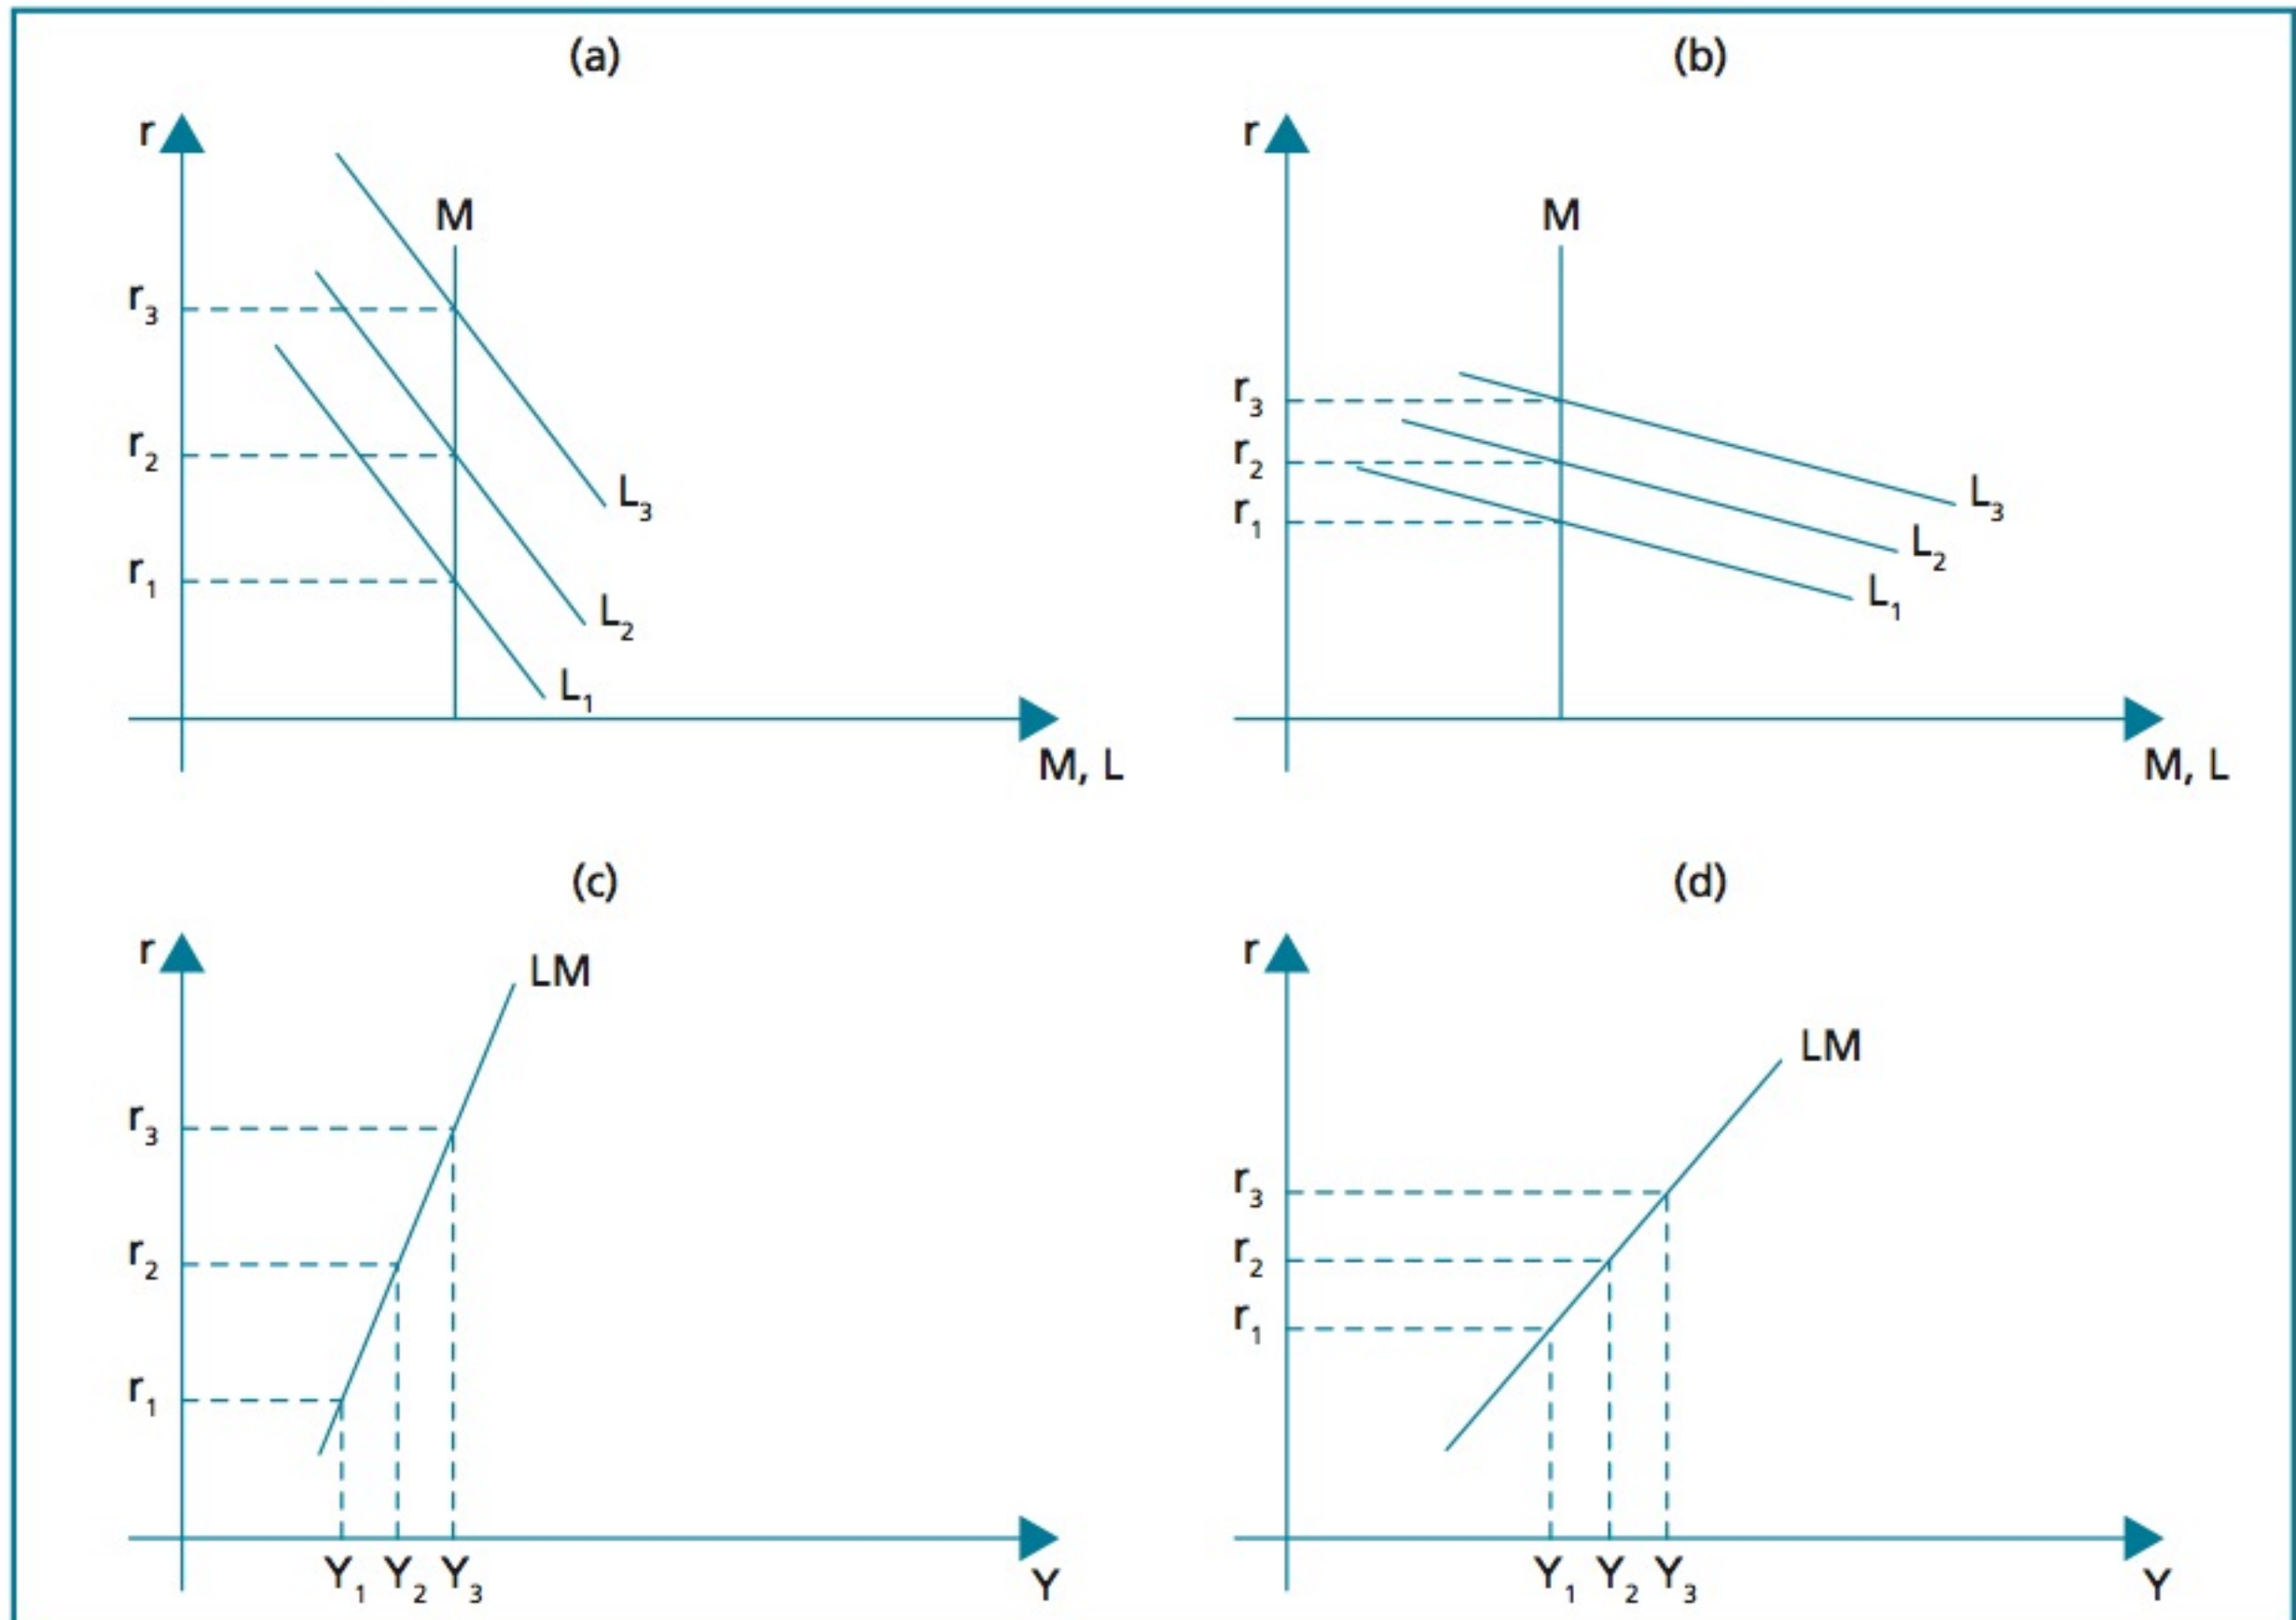 (a)
r
M
r₃
r₂
r₁
L₃
L₂
L₁
M, L
(b)
r
M
r₃
r₂
r₁
L₃
L₂
L₁
M, L
(c)
r
LM
r₃
r₂
r₁
Y₁ Y₂ Y₃
Y
(d)
r
LM
r₃
r₂
r₁
Y₁ Y₂ Y₃
Y